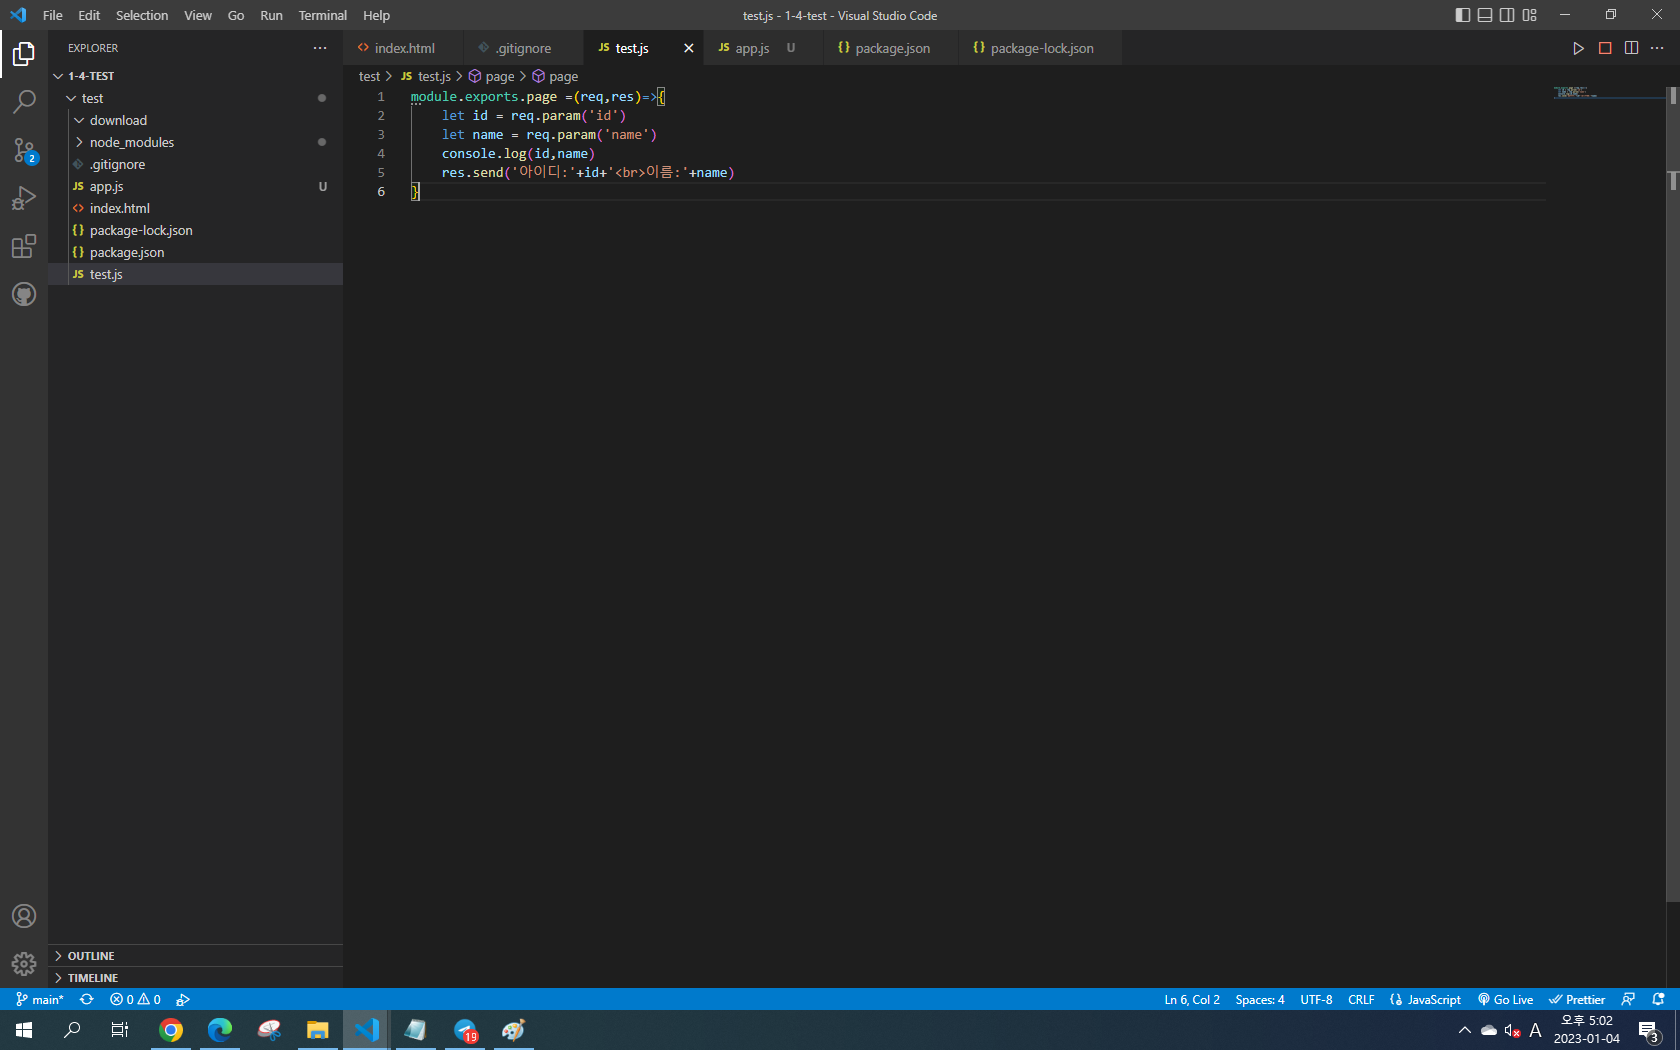 File Edit Selection View Go Run Terminal Help
test.js - 1-4-test - Visual Studio Code
EXPLORER
index.html
.gitignore
JS test.js
JS app.js U
{} package.json
{} package-lock.json
1-4-TEST
test
download
node_modules
.gitignore
JS app.js U
index.html
{} package-lock.json
{} package.json
JS test.js
test > JS test.js > page > page
1 module.exports.page =(req,res)=>{
2 let id = req.param('id')
3 let name = req.param('name')
4 console.log(id,name)
5 res.send('아이디:'+id+'<br>이름:'+name)
6 }
2
OUTLINE
TIMELINE
main* 0 0
Ln 6, Col 2 Spaces: 4 UTF-8 CRLF JavaScript Go Live Prettier
19
A
오후 5:02
2023-01-04
3